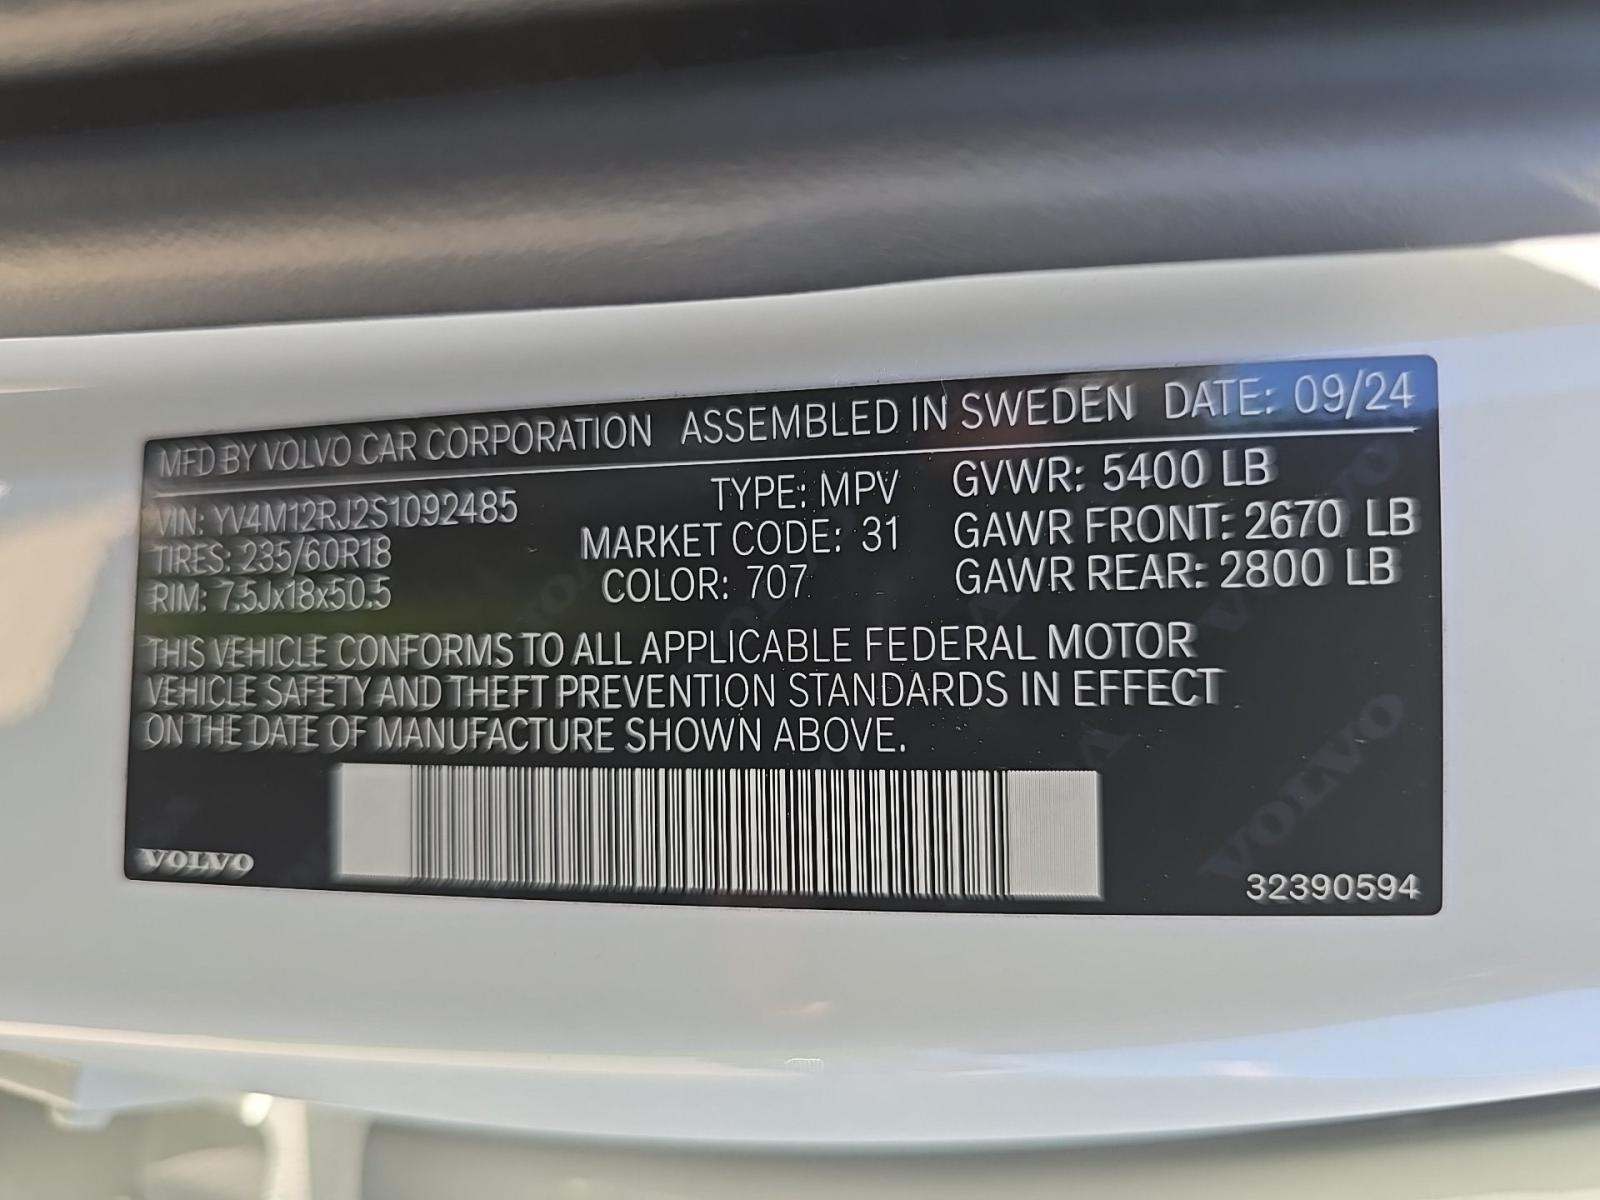 MFD BY VOLVO CAR CORPORATION ASSEMBLED IN SWEDEN DATE: 09/24
VIN: YV4M12RJ2S1092485 TYPE: MPV GVWR: 5400 LB
TIRES: 235/60R18 MARKET CODE: 31 GAWR FRONT: 2670 LB
RIM: 7.5Jx18x50.5 COLOR: 707 GAWR REAR: 2800 LB
THIS VEHICLE CONFORMS TO ALL APPLICABLE FEDERAL MOTOR
VEHICLE SAFETY AND THEFT PREVENTION STANDARDS IN EFFECT
ON THE DATE OF MANUFACTURE SHOWN ABOVE.
VOLVO 32390594
VOLVO